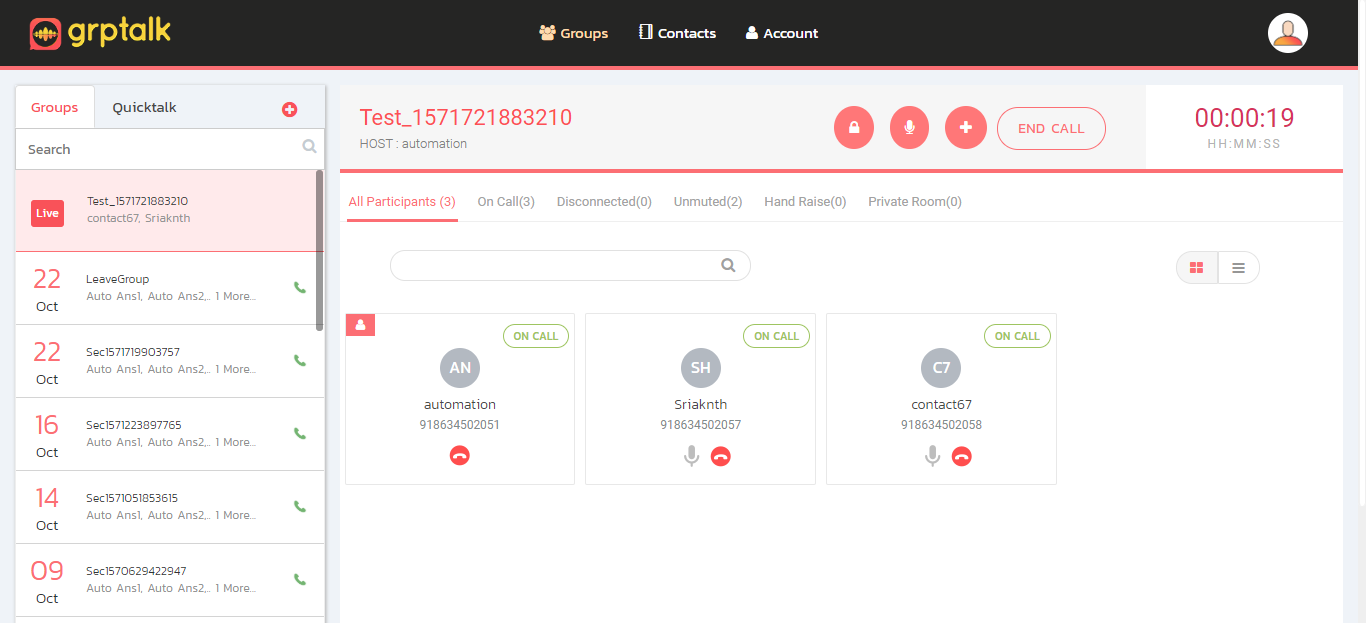 grptalk
Groups
Contacts
Account
Groups
Quicktalk
Search
Live
Test_1571721883210
contact67, Sriaknth
22
Oct
LeaveGroup
Auto Ans1, Auto Ans2,.. 1 More...
22
Oct
Sec1571719903757
Auto Ans1, Auto Ans2,.. 1 More...
16
Oct
Sec1571223897765
Auto Ans1, Auto Ans2,.. 1 More...
14
Oct
Sec1571051853615
Auto Ans1, Auto Ans2,.. 1 More...
09
Oct
Sec1570629422947
Auto Ans1, Auto Ans2,.. 1 More...
Test_1571721883210
HOST : automation
END CALL
00:00:19
HH:MM:SS
All Participants (3)
On Call(3)
Disconnected(0)
Unmuted(2)
Hand Raise(0)
Private Room(0)
ON CALL
AN
automation
918634502051
ON CALL
SH
Sriaknth
918634502057
ON CALL
C7
contact67
918634502058